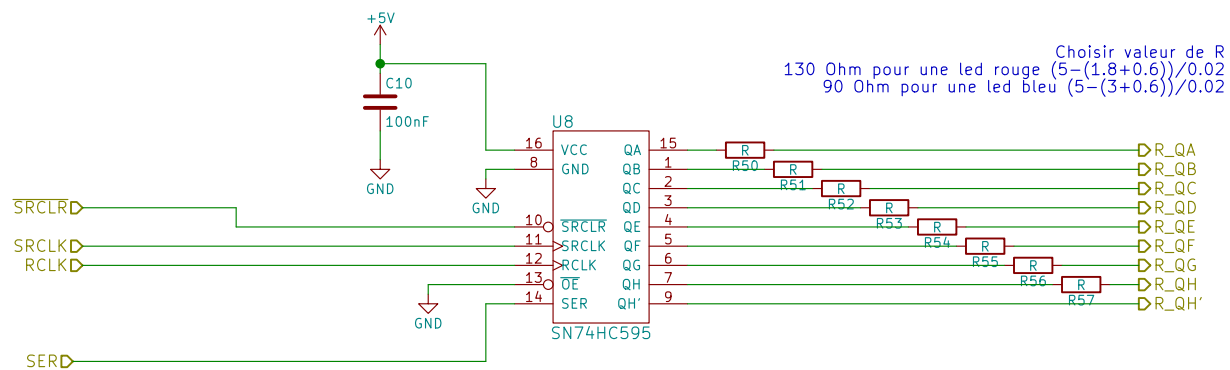 +5V
Choisir valeur de R
130 Ohm pour une led rouge (5-(1.8+0.6))/0.02
90 Ohm pour une led bleu (5-(3+0.6))/0.02
C10
100nF
GND
U8
16 VCC QA 15 R R50 R_QA
8 GND QB 1 R R51 R_QB
GND
QC 2 R R52 R_QC
SRCLR QD 3 R R53 R_QD
10 SRCLR QE 4 R R54 R_QE
SRCLK 11 SRCLK QF 5 R R55 R_QF
RCLK 12 RCLK QG 6 R R56 R_QG
13 OE QH 7 R R57 R_QH
GND
14 SER QH' 9 R_QH'
SN74HC595
SER